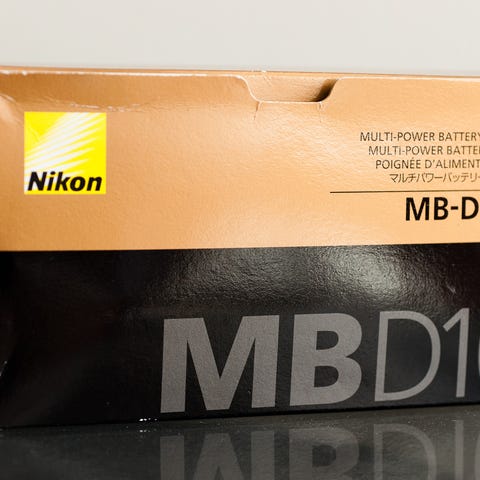 Nikon
MULTI-POWER BATTERY
MULTI-POWER BATTE
POIGNÉE D'ALIMENT
マルチパワーバッテリー
MB-D
MBD1